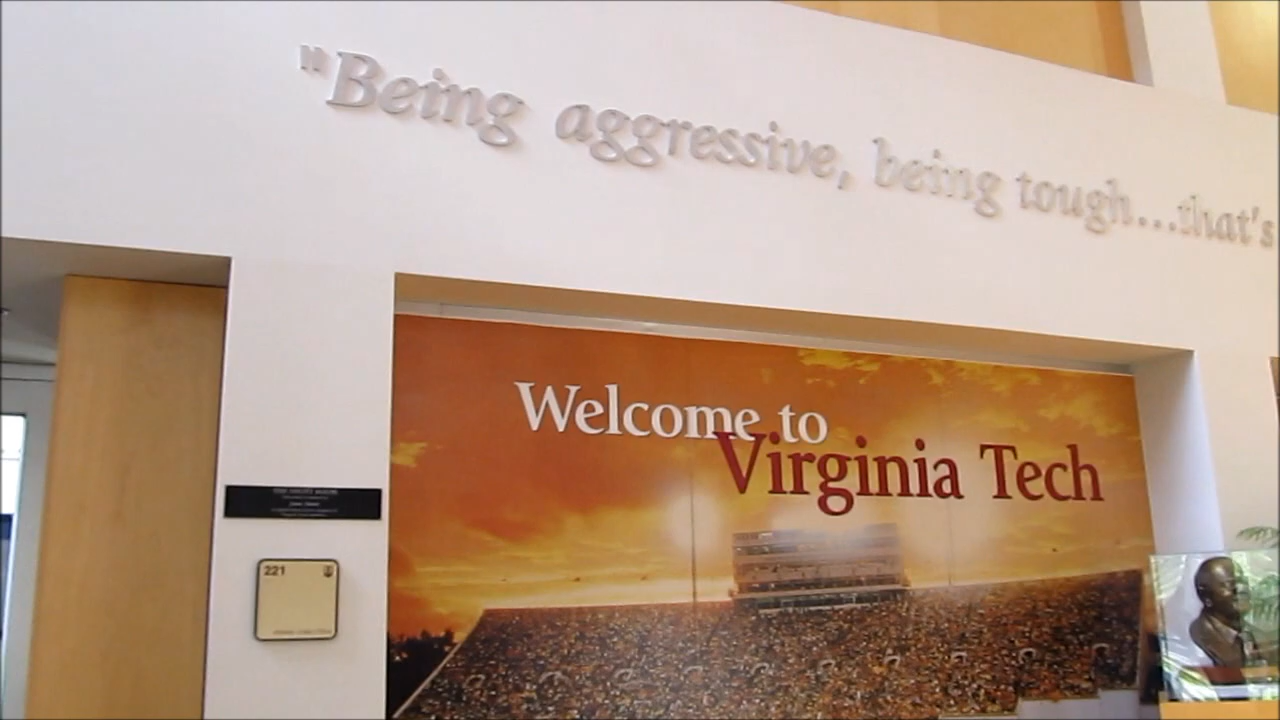 "Being aggressive, being tough...that's
Welcome to
Virginia Tech
221